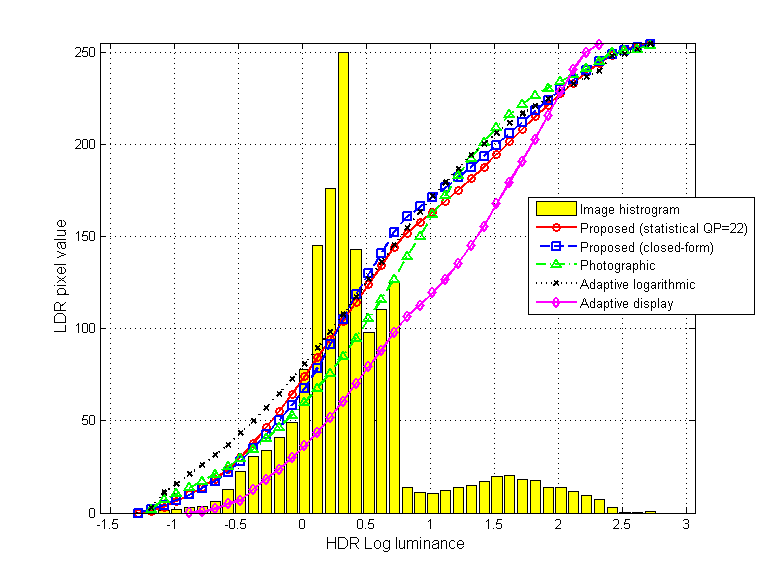 250
200
150
100
50
0
LDR pixel value
Image histrogram
Proposed (statistical QP=22)
Proposed (closed-form)
Photographic
Adaptive logarithmic
Adaptive display
-1.5 -1 -0.5 0 0.5 1 1.5 2 2.5 3
HDR Log luminance